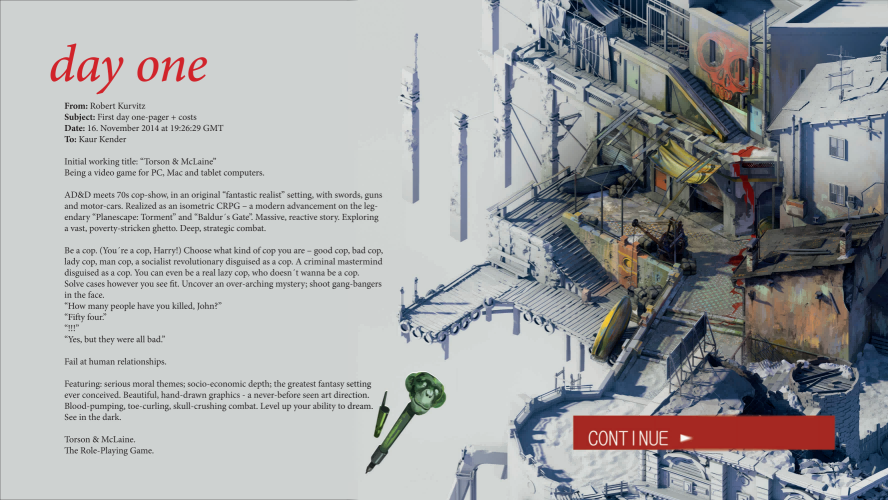 day one
From: Robert Kurvitz
Subject: First day one-pager + costs
Date: 16. November 2014 at 19:26:29 GMT
To: Kaur Kender
Initial working title: “Torson & McLaine”
Being a video game for PC, Mac and tablet computers.
AD&D meets 70s cop-show, in an original “fantastic realist” setting, with swords, guns
and motor-cars. Realized as an isometric CRPG – a modern advancement on the leg-
endary “Planescape: Torment” and “Baldur´s Gate”. Massive, reactive story. Exploring
a vast, poverty-stricken ghetto. Deep, strategic combat.
Be a cop. (You´re a cop, Harry!) Choose what kind of cop you are – good cop, bad cop,
lady cop, man cop, a socialist revolutionary disguised as a cop. A criminal mastermind
disguised as a cop. You can even be a real lazy cop, who doesn´t wanna be a cop.
Solve cases however you see fit. Uncover an over-arching mystery; shoot gang-bangers
in the face.
“How many people have you killed, John?”
“Fifty four.”
“!!!”
“Yes, but they were all bad.”
Fail at human relationships.
Featuring: serious moral themes; socio-economic depth; the greatest fantasy setting
ever conceived. Beautiful, hand-drawn graphics - a never-before seen art direction.
Blood-pumping, toe-curling, skull-crushing combat. Level up your ability to dream.
See in the dark.
Torson & McLaine.
The Role-Playing Game.
CONTINUE ►